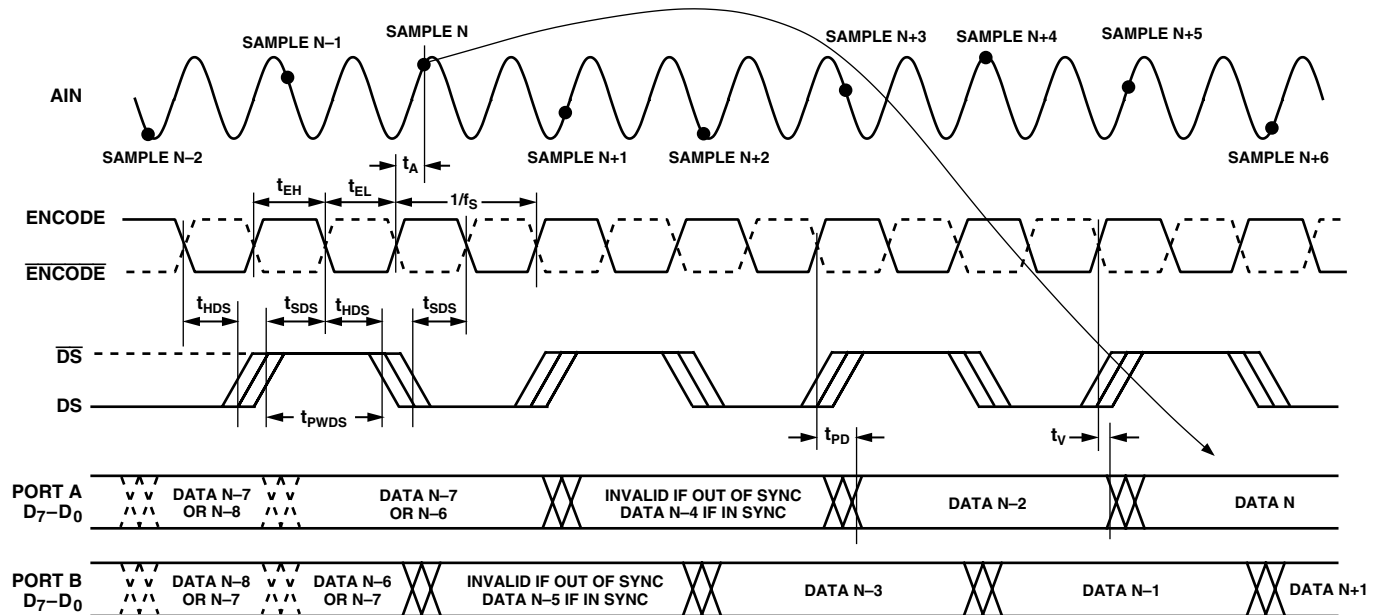 SAMPLE N–1
SAMPLE N
SAMPLE N+3
SAMPLE N+4
SAMPLE N+5
AIN
SAMPLE N–2
SAMPLE N+1
SAMPLE N+2
SAMPLE N+6
tA
tEH
tEL
1/fS
ENCODE
ENCODE
tHDS
tSDS
tHDS
tSDS
DS
DS
tPWDS
tPD
tV
PORT A
D7–D0
DATA N–7
OR N–8
DATA N–7
OR N–6
INVALID IF OUT OF SYNC
DATA N–4 IF IN SYNC
DATA N–2
DATA N
PORT B
D7–D0
DATA N–8
OR N–7
DATA N–6
OR N–7
INVALID IF OUT OF SYNC
DATA N–5 IF IN SYNC
DATA N–3
DATA N–1
DATA N+1